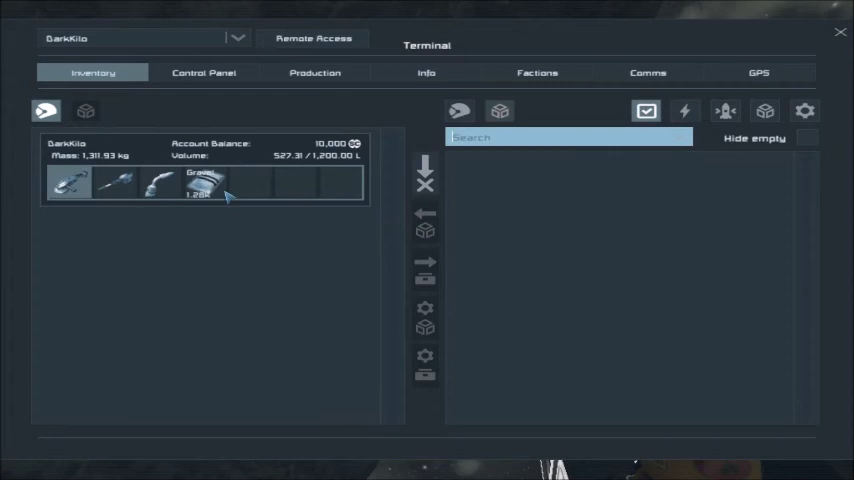 DarkKilo
Remote Access
Terminal
Inventory
Control Panel
Production
Info
Factions
Comms
GPS
DarkKilo
Account Balance:
10,000 SC
Mass: 1,311.93 kg
Volume:
527.31 / 1,200.00 L
Gravel
1.28K
Search
Hide empty